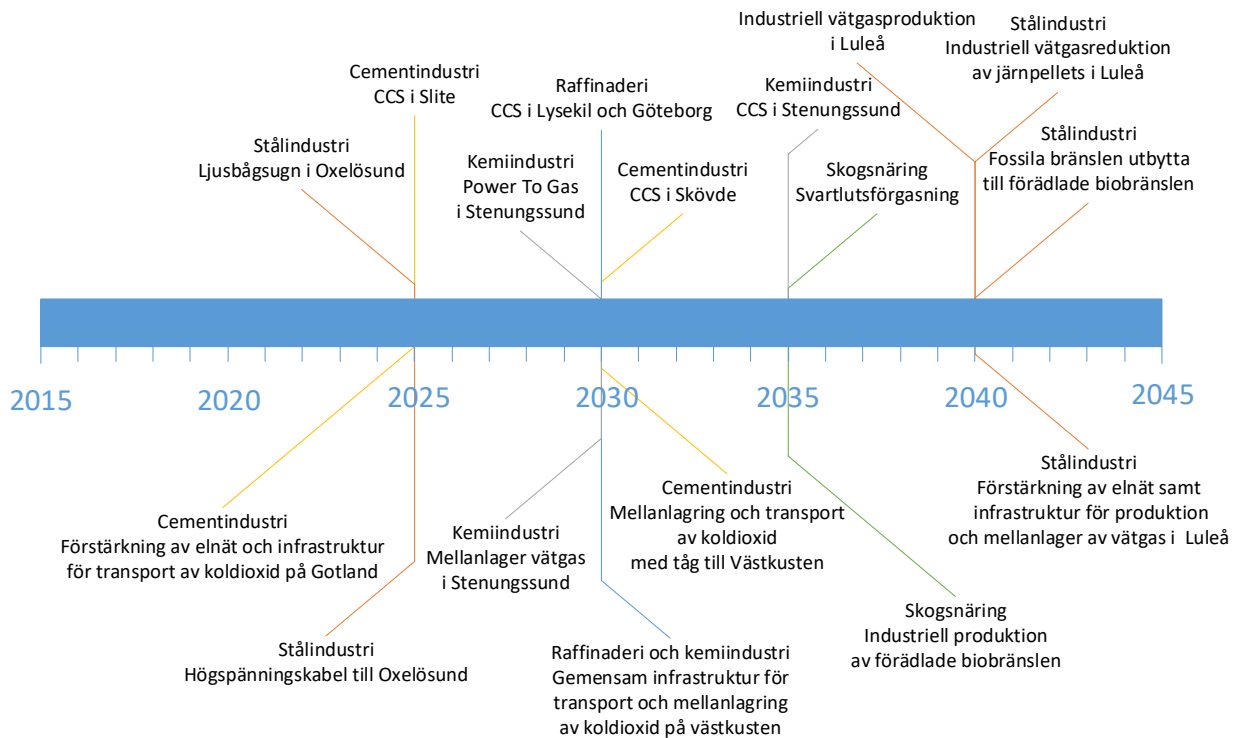 Industriell vätgasproduktion
i Luleå
Stålindustri
Industriell vätgasreduktion
av järnpellets i Luleå
Cementindustri
CCS i Slite
Raffinaderi
CCS i Lysekil och Göteborg
Kemiindustri
CCS i Stenungssund
Stålindustri
Ljusbågsugn i Oxelösund
Kemiindustri
Power To Gas
i Stenungssund
Cementindustri
CCS i Skövde
Skogsnäring
Svartlutsförgasning
Stålindustri
Fossila bränslen utbytta
till förädlade biobränslen
2015
2020
2025
2030
2035
2040
2045
Cementindustri
Förstärkning av elnät och infrastruktur
för transport av koldioxid på Gotland
Stålindustri
Högspänningskabel till Oxelösund
Kemiindustri
Mellanlager vätgas
i Stenungssund
Cementindustri
Mellanlagring och transport
av koldioxid
med tåg till Västkusten
Raffinaderi och kemiindustri
Gemensam infrastruktur för
transport och mellanlagring
av koldioxid på västkusten
Skogsnäring
Industriell produktion
av förädlade biobränslen
Stålindustri
Förstärkning av elnät samt
infrastruktur för produktion
och mellanlager av vätgas i Luleå